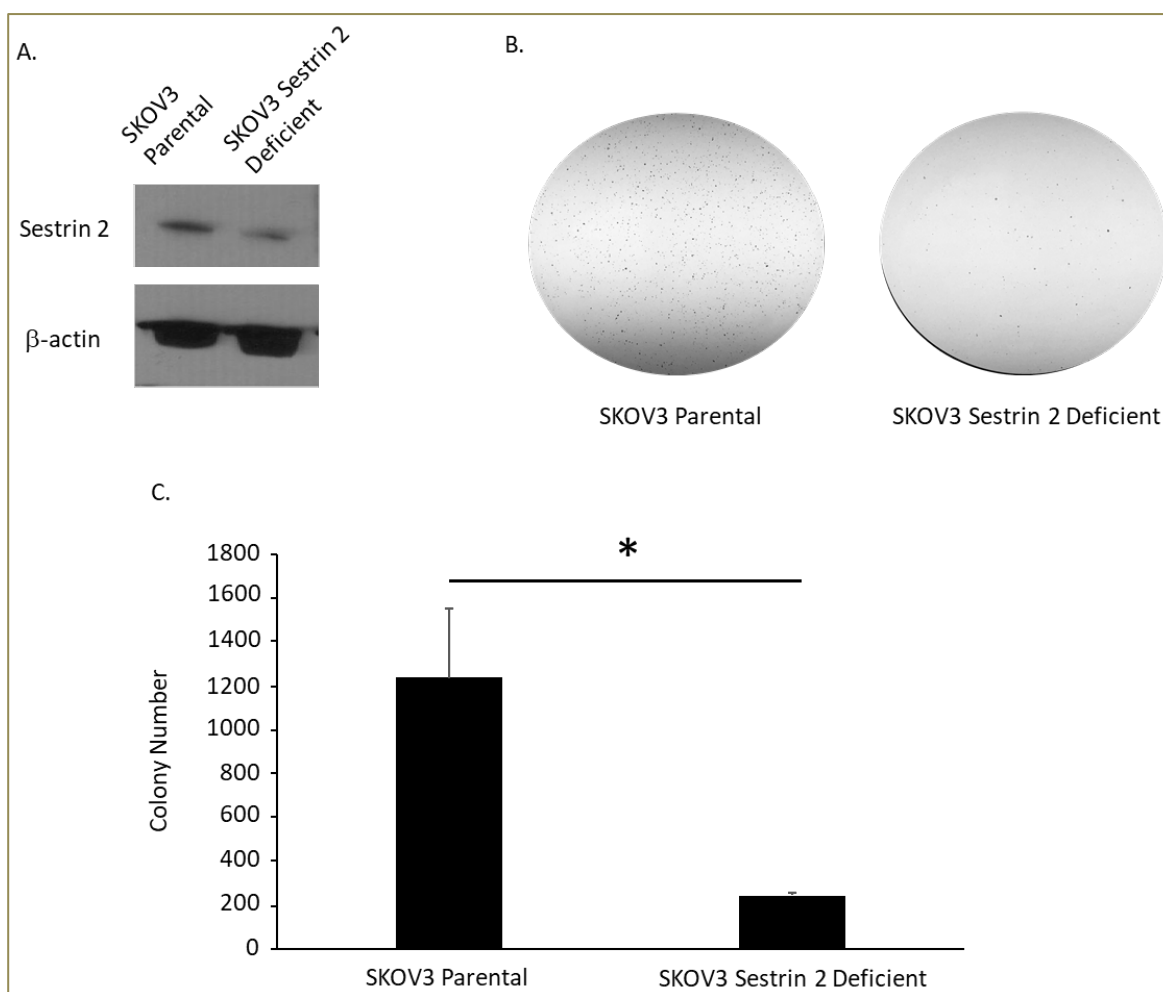 A.
B.
SKOV3
Parental
SKOV3 Sestrin 2
Deficient
Sestrin 2
β-actin
SKOV3 Parental
SKOV3 Sestrin 2 Deficient
C.
*
Colony Number
1800
1600
1400
1200
1000
800
600
400
200
0
SKOV3 Parental
SKOV3 Sestrin 2 Deficient